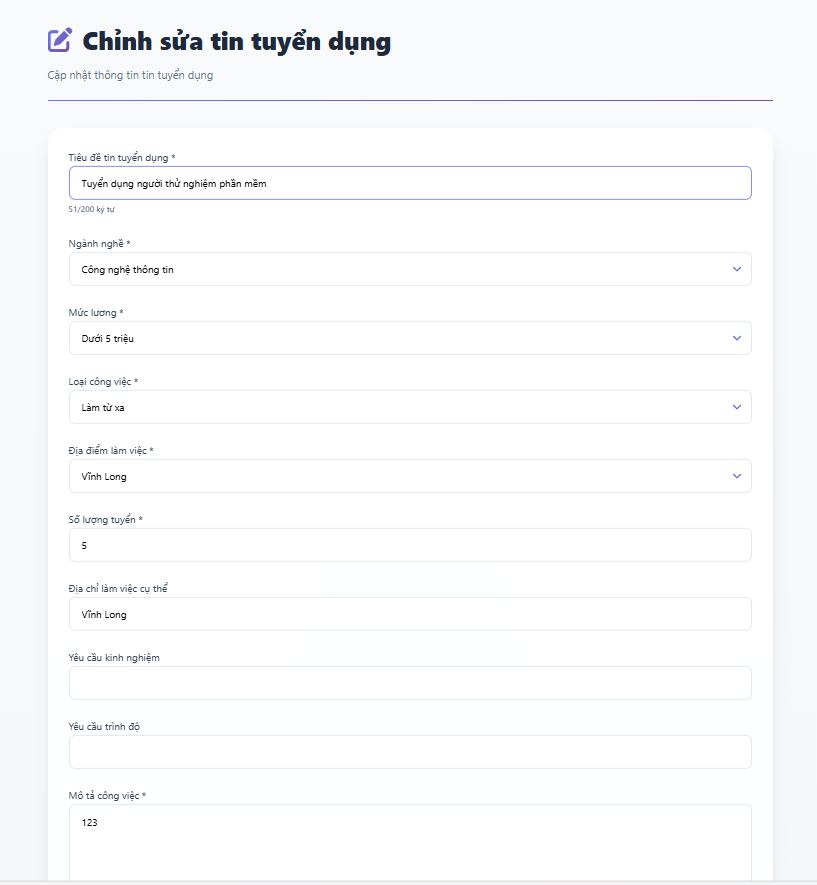 Chỉnh sửa tin tuyển dụng
Cập nhật thông tin tin tuyển dụng
Tiêu đề tin tuyển dụng *
Tuyển dụng người thử nghiệm phần mềm
51/200 ký tự
Ngành nghề *
Công nghệ thông tin
Mức lương *
Dưới 5 triệu
Loại công việc *
Làm từ xa
Địa điểm làm việc *
Vĩnh Long
Số lượng tuyển *
5
Địa chỉ làm việc cụ thể
Vĩnh Long
Yêu cầu kinh nghiệm
Yêu cầu trình độ
Mô tả công việc *
123